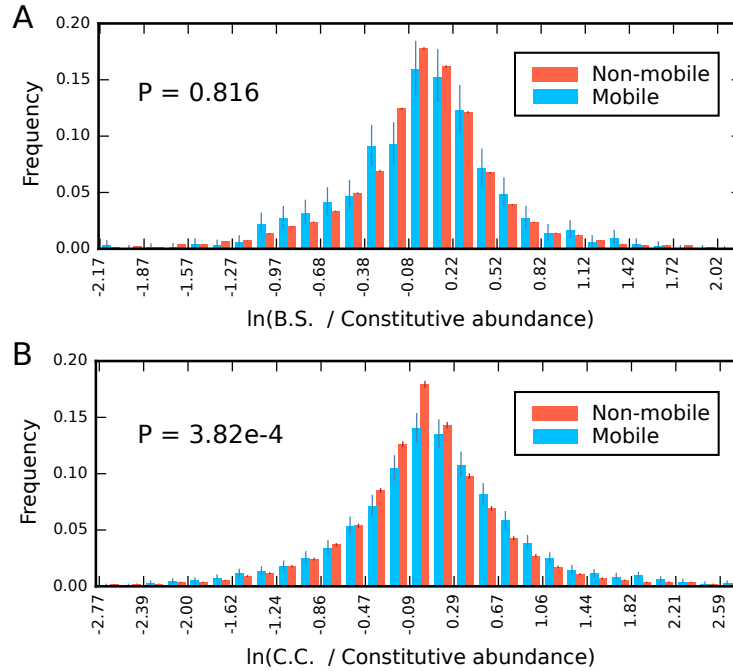 A
0.20
0.15
0.10
0.05
0.00
Frequency
P = 0.816
Non-mobile
Mobile
-2.17 -1.87 -1.57 -1.27 -0.97 -0.68 -0.38 -0.08 0.22 0.52 0.82 1.12 1.42 1.72 2.02
ln(B.S. / Constitutive abundance)
B
0.20
0.15
0.10
0.05
0.00
Frequency
P = 3.82e-4
Non-mobile
Mobile
-2.77 -2.39 -2.00 -1.62 -1.24 -0.86 -0.47 -0.09 0.29 0.67 1.06 1.44 1.82 2.21 2.59
ln(C.C. / Constitutive abundance)